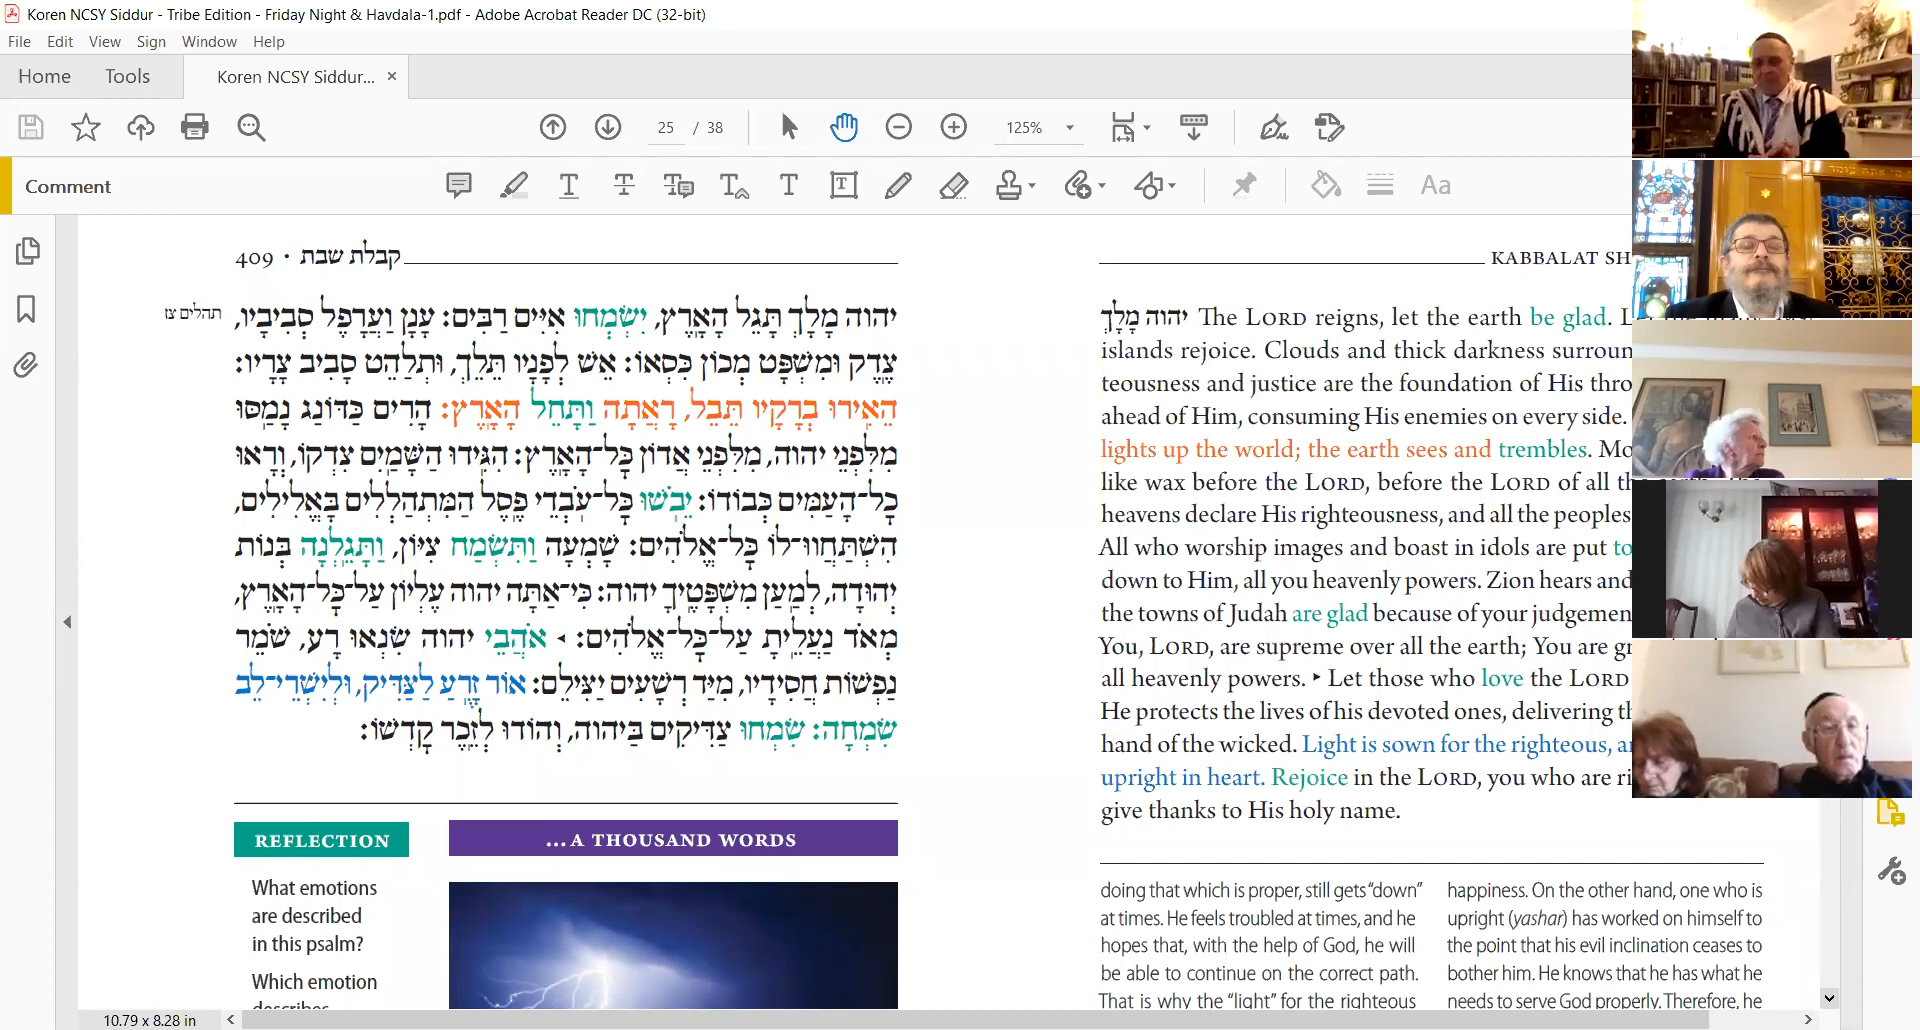 Koren NCSY Siddur - Tribe Edition - Friday Night & Havdala-1.pdf - Adobe Acrobat Reader DC (32-bit)
File Edit View Sign Window Help
Home Tools Koren NCSY Siddur... ×
25 / 38 125%
Comment
Aa
409 · קבלת שבת
תהלים צז
יהוה מָלָךְ תָּגֵל הָאָרֶץ, יִשְׂמְחוּ אִיִּים רַבִּים: עָנָן וַעֲרָפֶל סְבִיבָיו,
צֶדֶק וּמִשְׁפָּט מְכוֹן כִּסְאוֹ: אֵשׁ לְפָנָיו תֵּלֵךְ, וּתְלַהֵט סָבִיב צָרָיו:
הֵאִירוּ בְרָקָיו תֵּבֵל, רָאֲתָה וַתָּחֵל הָאָרֶץ: הָרִים כַּדּוֹנַג נָמַסּוּ
מִלִּפְנֵי יהוה, מִלִּפְנֵי אֲדוֹן כָּל־הָאָרֶץ: הִגִּידוּ הַשָּׁמַיִם צִדְקוֹ, וְרָאוּ
כָל־הָעַמִּים כְּבוֹדוֹ: יֵבֹשׁוּ כָּל־עֹבְדֵי פֶסֶל הַמִּתְהַלְלִים בָּאֱלִילִים,
הִשְׁתַּחֲווּ־לוֹ כָּל־אֱלֹהִים: שָׁמְעָה וַתִּשְׂמַח צִיּוֹן, וַתָּגֵלְנָה בְּנוֹת
יְהוּדָה, לְמַעַן מִשְׁפָּטֶיךָ יהוה: כִּי־אַתָּה יהוה עֶלְיוֹן עַל־כָּל־הָאָרֶץ,
מְאֹד נַעֲלֵיתָ עַל־כָּל־אֱלֹהִים: ◂ אֹהֲבֵי יהוה שִׂנְאוּ רָע, שֹׁמֵר
נַפְשׁוֹת חֲסִידָיו, מִיַּד רְשָׁעִים יַצִּילֵם: אוֹר זָרֻעַ לַצַּדִּיק, וּלְיִשְׁרֵי־לֵב
שִׂמְחָה: שִׂמְחוּ צַדִּיקִים בַּיהוה, וְהוֹדוּ לְזֵכֶר קָדְשׁוֹ:
REFLECTION
What emotions
are described
in this psalm?
Which emotion
describes
...A THOUSAND WORDS
KABBALAT SH
יהוה מָלָךְ The LORD reigns, let the earth be glad.
islands rejoice. Clouds and thick darkness surroun
teousness and justice are the foundation of His thro
ahead of Him, consuming His enemies on every side.
lights up the world; the earth sees and trembles. Mo
like wax before the LORD, before the LORD of all th
heavens declare His righteousness, and all the peoples
All who worship images and boast in idols are put to
down to Him, all you heavenly powers. Zion hears and
the towns of Judah are glad because of your judgemen
You, LORD, are supreme over all the earth; You are gr
all heavenly powers. ▸ Let those who love the LORD
He protects the lives of his devoted ones, delivering th
hand of the wicked. Light is sown for the righteous, an
upright in heart. Rejoice in the LORD, you who are ri
give thanks to His holy name.
doing that which is proper, still gets “down”
at times. He feels troubled at times, and he
hopes that, with the help of God, he will
be able to continue on the correct path.
That is why the “light” for the righteous
happiness. On the other hand, one who is
upright (yashar) has worked on himself to
the point that his evil inclination ceases to
bother him. He knows that he has what he
needs to serve God properly. Therefore, he
10.79 x 8.28 in